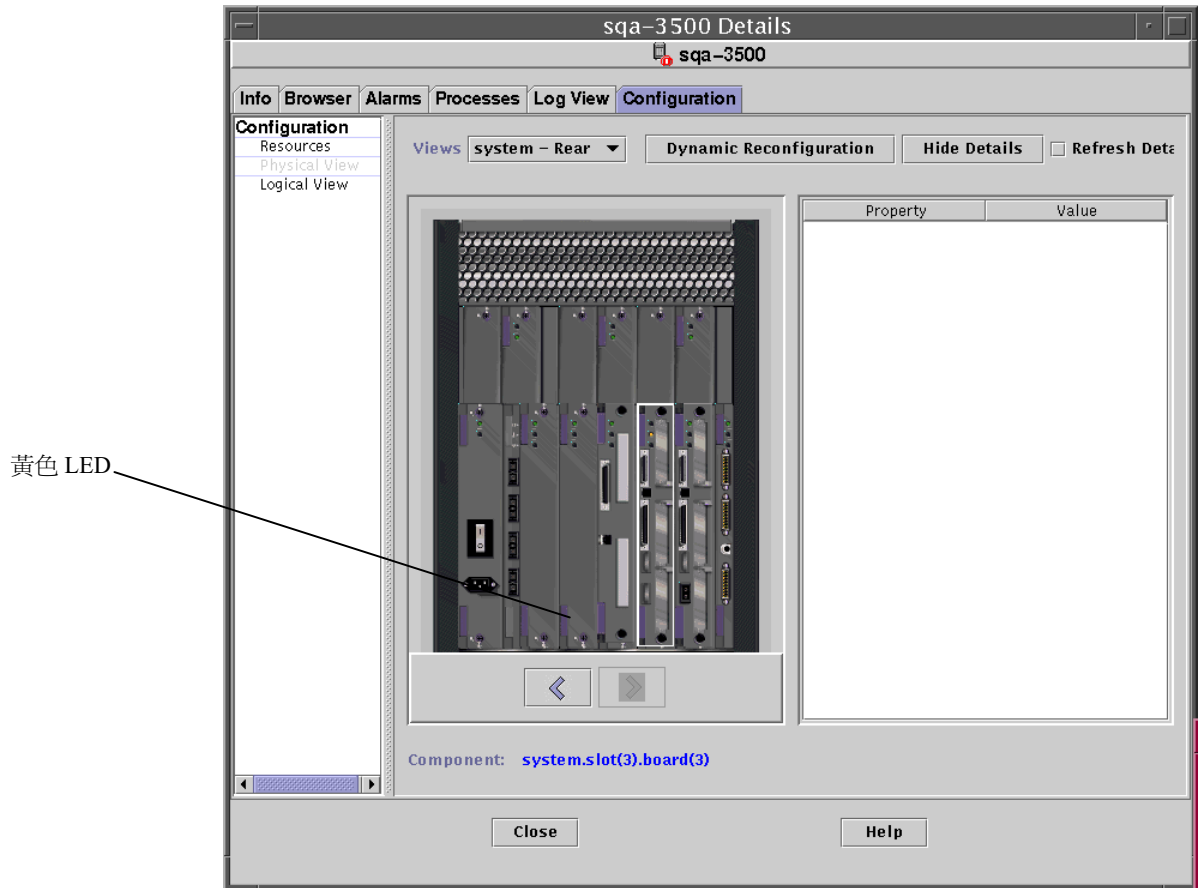 sqa-3500 Details
sqa-3500
Info Browser Alarms Processes Log View Configuration
Configuration
Resources
Physical View
Logical View
Views system - Rear Dynamic Reconfiguration Hide Details Refresh Deta
Property Value
黃色 LED
Component: system.slot(3).board(3)
Close Help